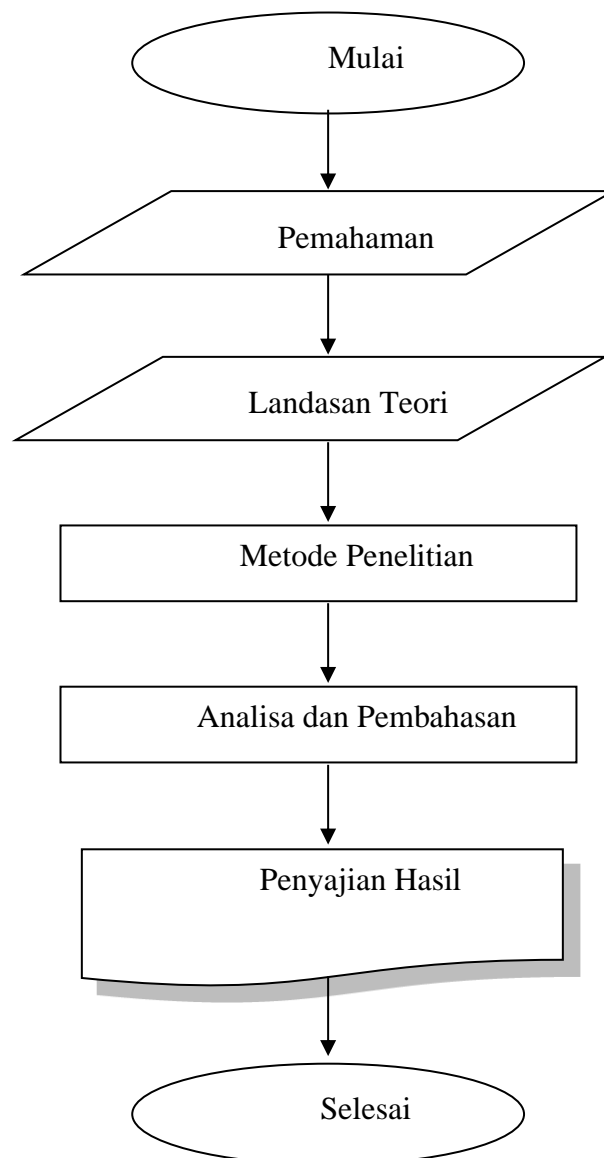 Mulai
Pemahaman
Landasan Teori
Metode Penelitian
Analisa dan Pembahasan
Penyajian Hasil
Selesai